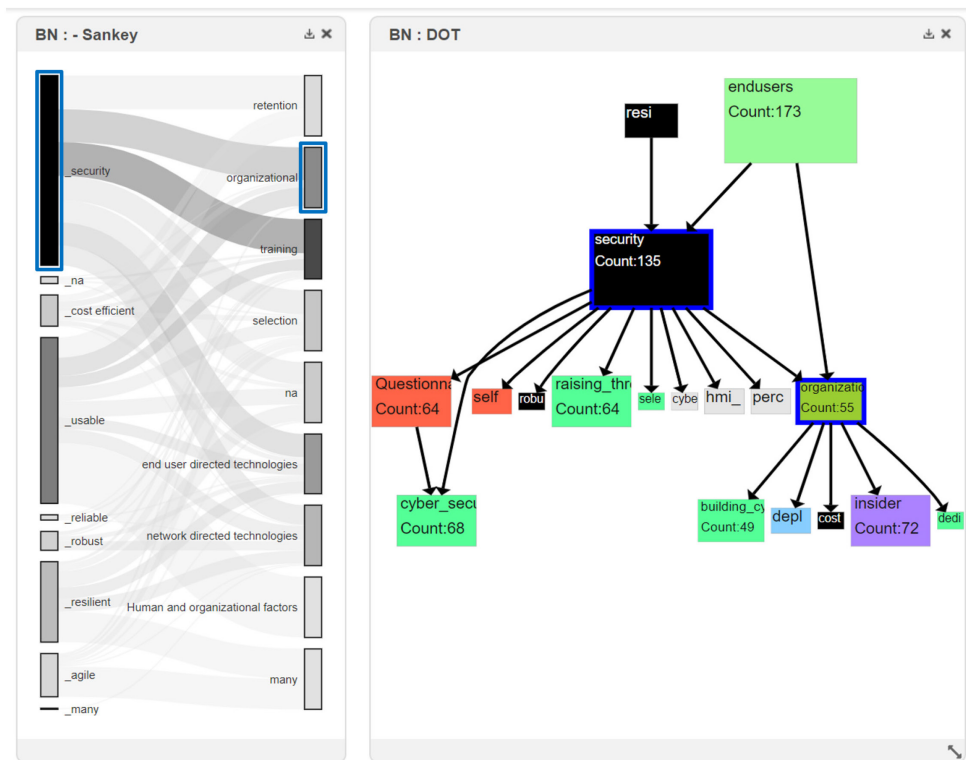 BN : - Sankey
retention
_security
organizational
training
_na
_cost efficient
selection
na
_usable
end user directed technologies
_reliable
network directed technologies
_robust
_resilient
Human and organizational factors
_agile
many
_many
BN : DOT
endusers
Count:173
resi
security
Count:135
Questionna
Count:64
self
robu
raising_thre
Count:64
sele
cybe
hmi_
perc
organizatic
Count:55
cyber_secu
Count:68
building_cy
Count:49
depl
cost
insider
Count:72
dedi